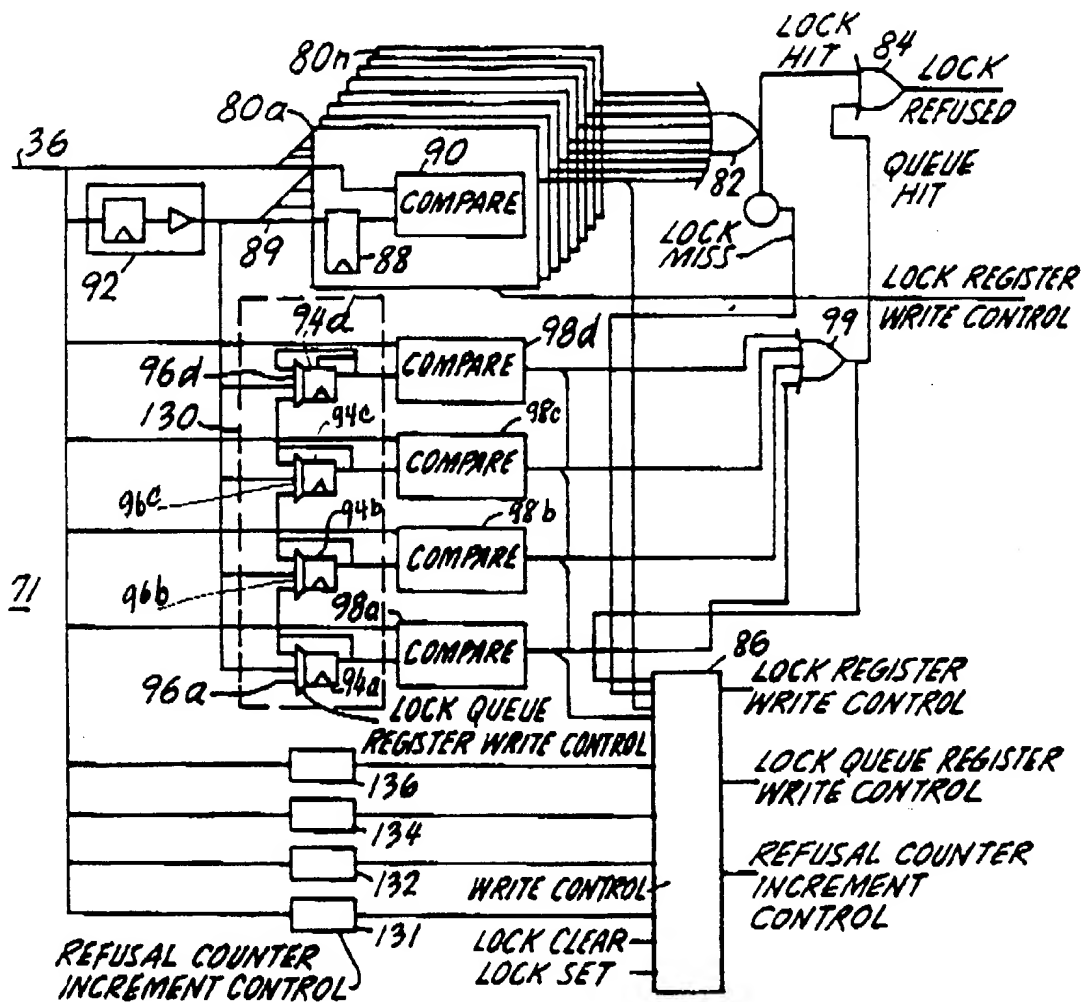 80n
LOCK
HIT
84
LOCK
REFUSED
80a
36
90
COMPARE
82
QUEUE
HIT
92
89
88
LOCK
MISS
LOCK REGISTER
WRITE CONTROL
94d
98d
COMPARE
99
96d
130
94c
98c
COMPARE
96c
94b
98b
COMPARE
71
96b
98a
COMPARE
86
96a
94a
LOCK QUEUE
REGISTER WRITE CONTROL
LOCK REGISTER
WRITE CONTROL
136
LOCK QUEUE REGISTER
WRITE CONTROL
134
132
WRITE CONTROL
REFUSAL COUNTER
INCREMENT
CONTROL
131
LOCK CLEAR
LOCK SET
REFUSAL COUNTER
INCREMENT CONTROL